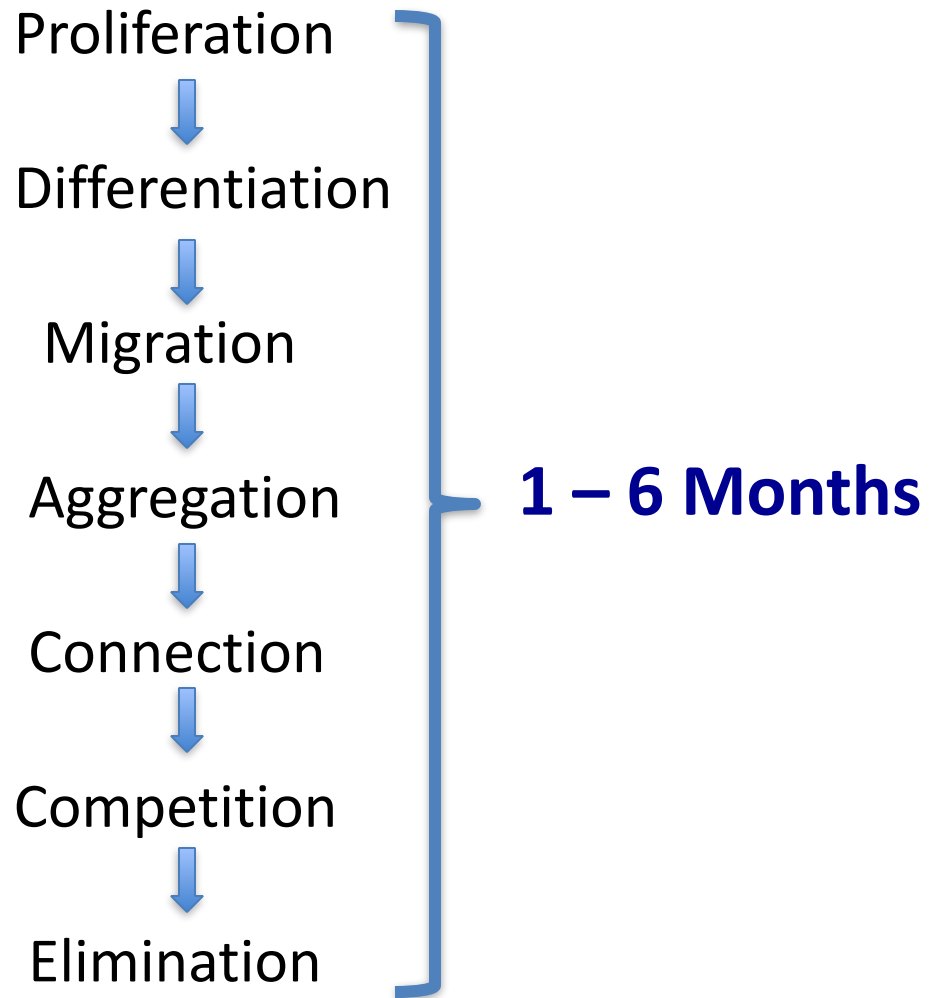 Proliferation
Differentiation
Migration
Aggregation
Connection
Competition
Elimination
1 – 6 Months